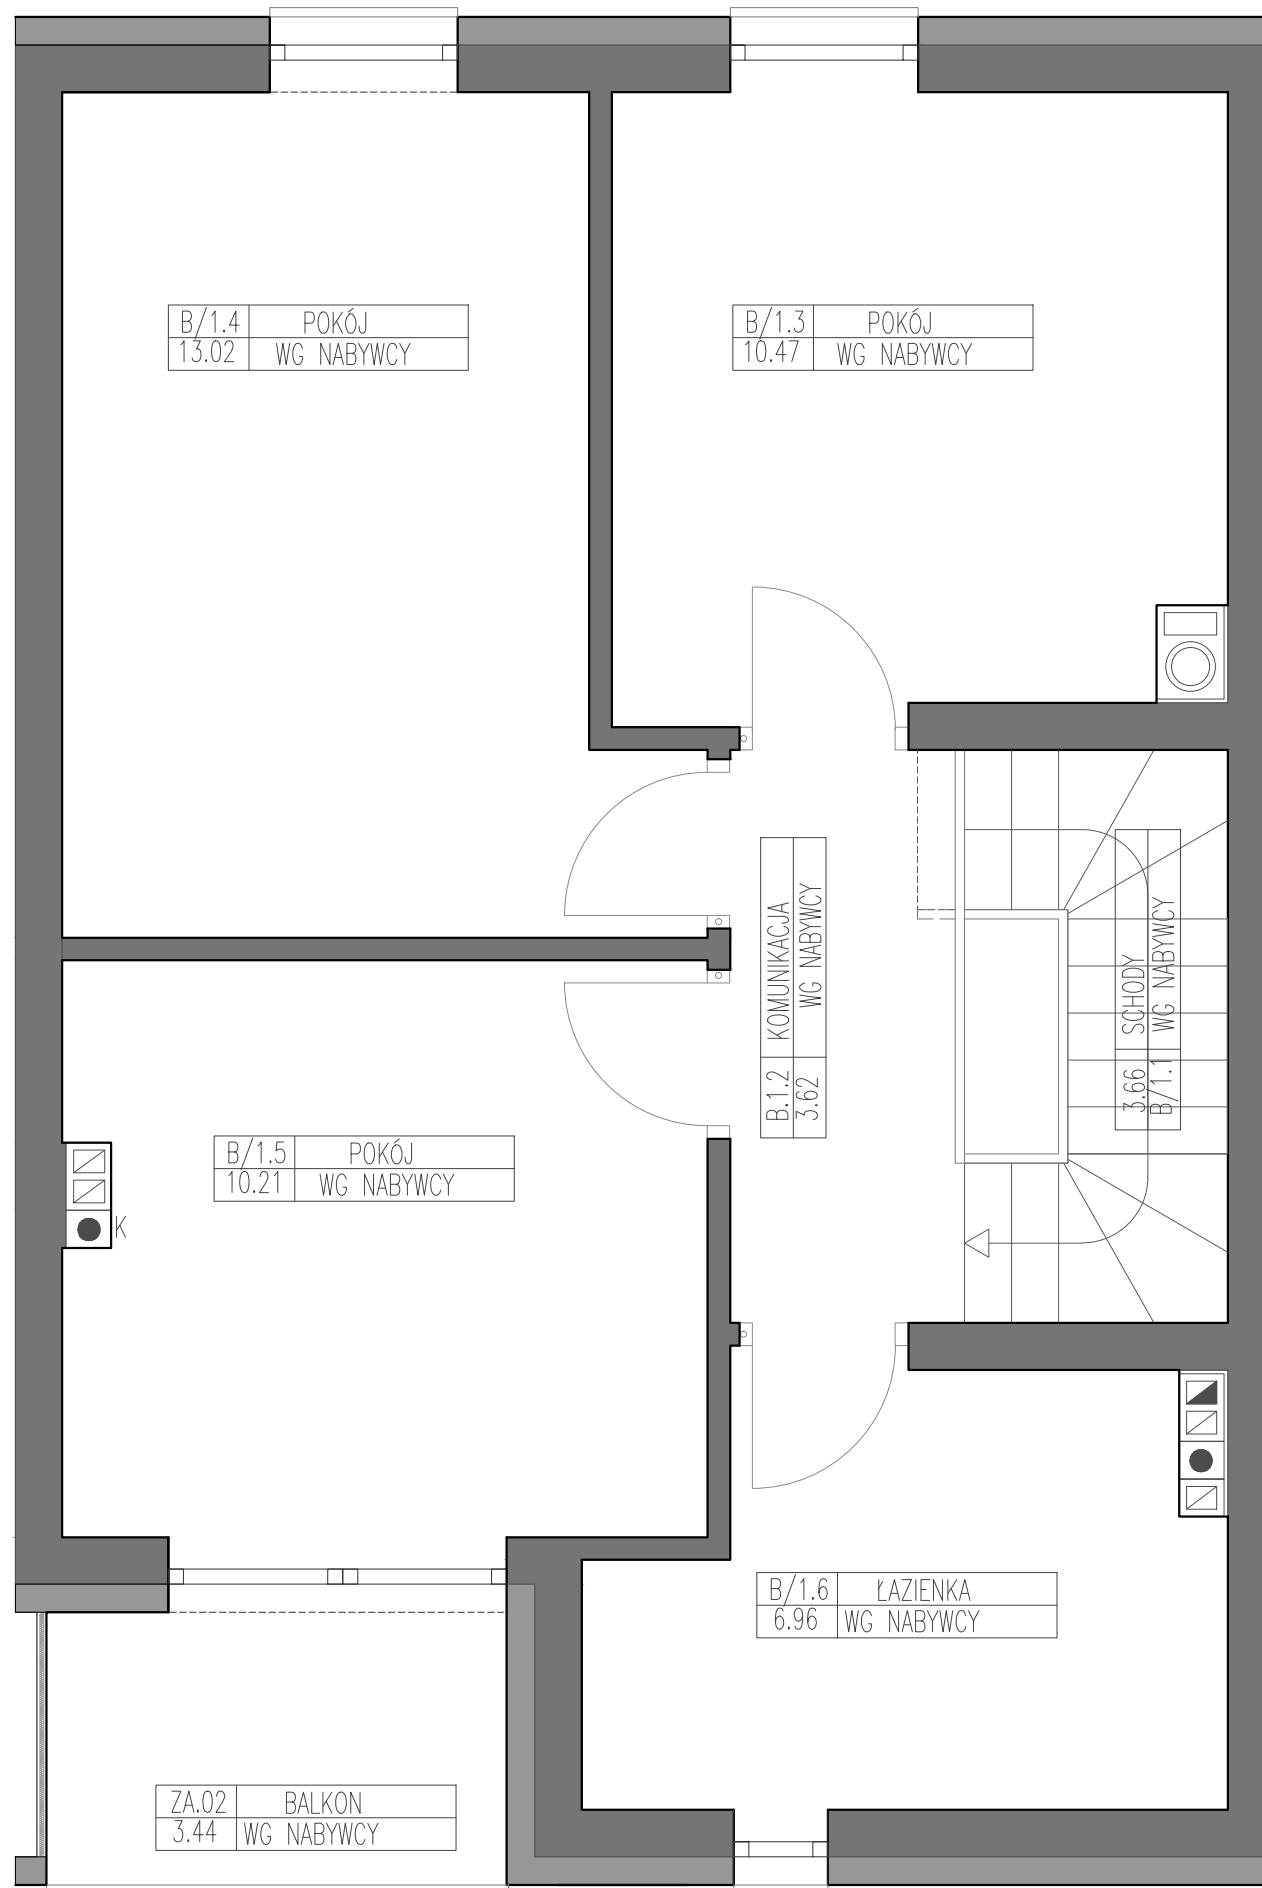 B/1.4 POKÓJ
13.02 WG NABYWCY
B/1.3 POKÓJ
10.47 WG NABYWCY
B.1.2 KOMUNIKACJA
3.62 WG NABYWCY
3.66 SCHODY
B/1.1 WG NABYWCY
B/1.5 POKÓJ
10.21 WG NABYWCY
K
B/1.6 ŁAZIENKA
6.96 WG NABYWCY
ZA.02 BALKON
3.44 WG NABYWCY